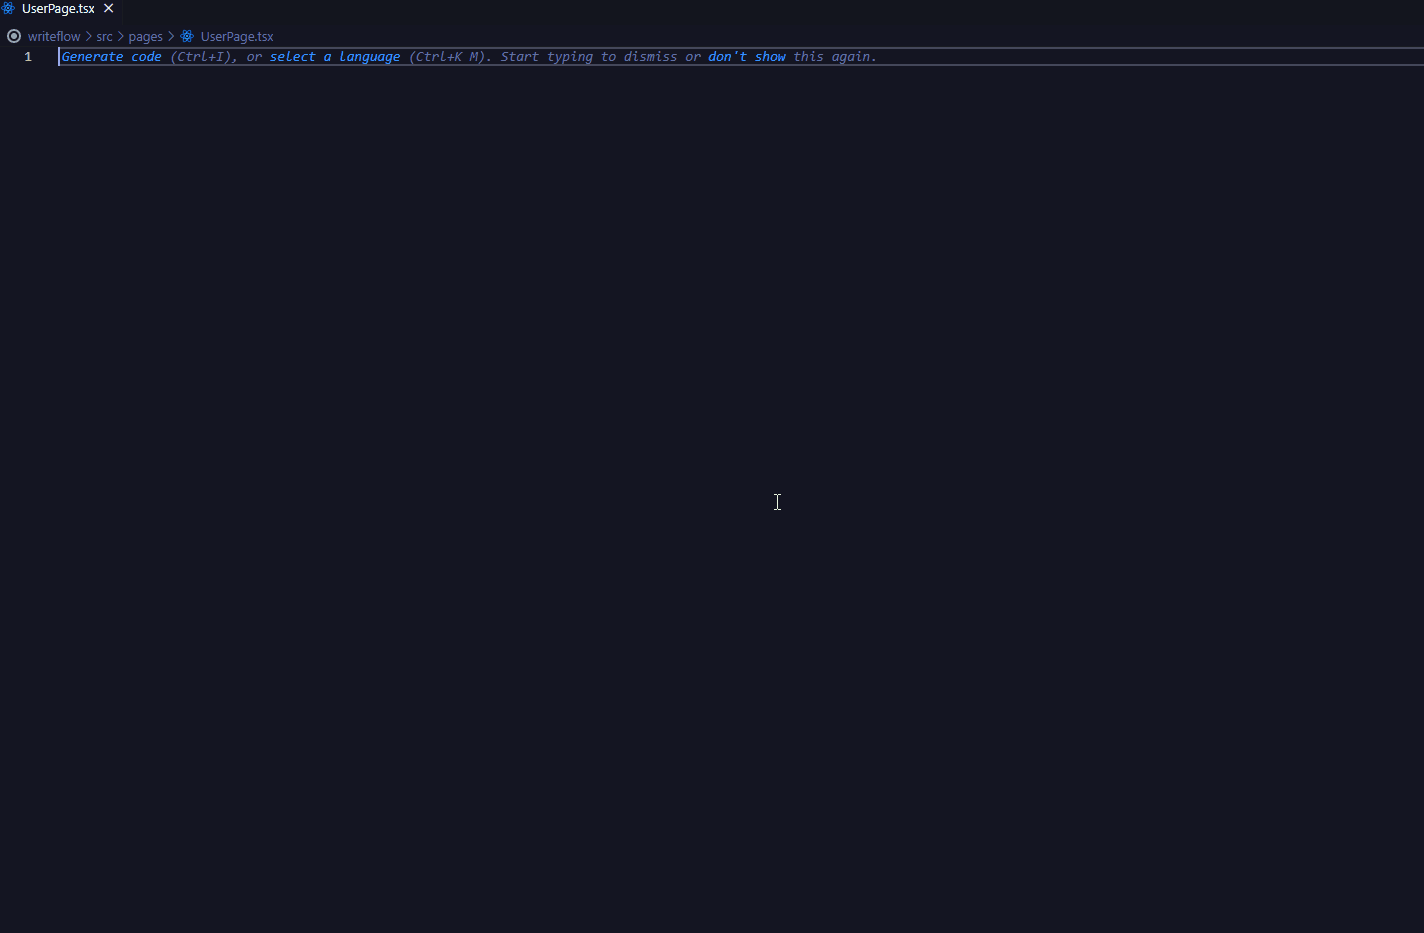 UserPage.tsx
writeflow > src > pages > UserPage.tsx
1 Generate code (Ctrl+I), or select a language (Ctrl+K M). Start typing to dismiss or don't show this again.